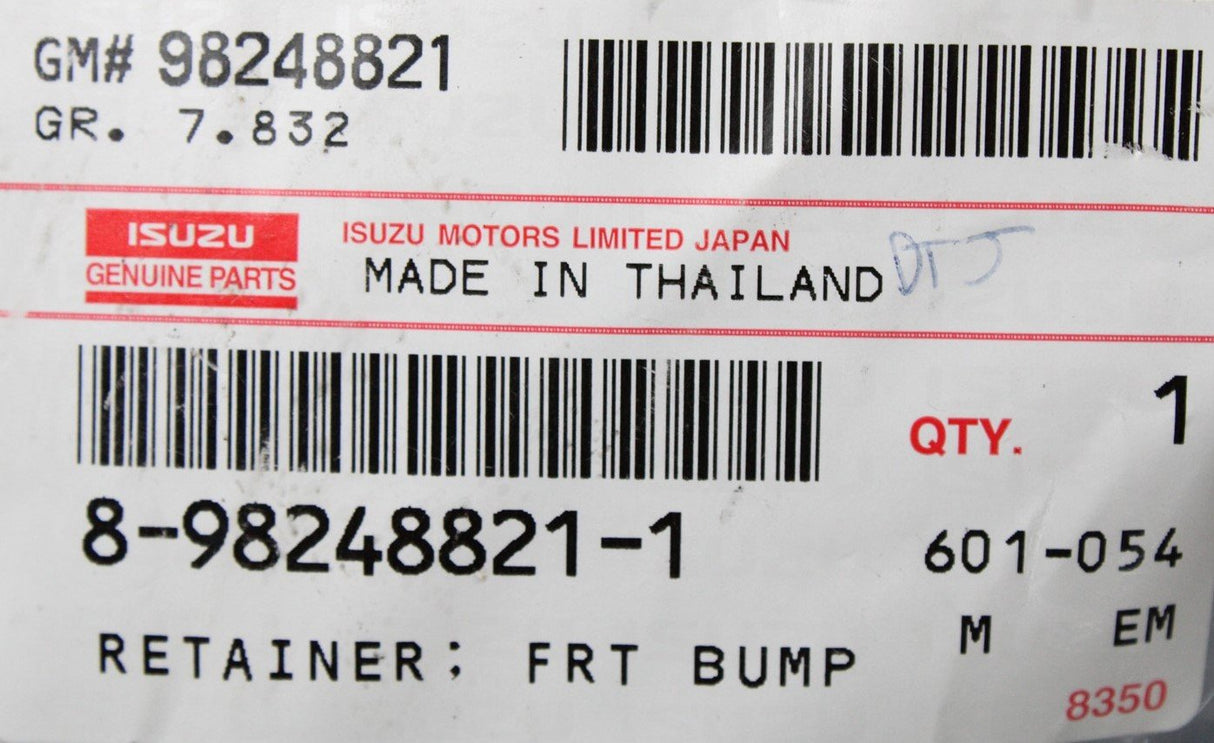 GM# 98248821
GR. 7.832
ISUZU
GENUINE PARTS
ISUZU MOTORS LIMITED JAPAN
MADE IN THAILAND
DTJ
QTY. 1
8-98248821-1
601-054
RETAINER; FRT BUMP
M EM
8350